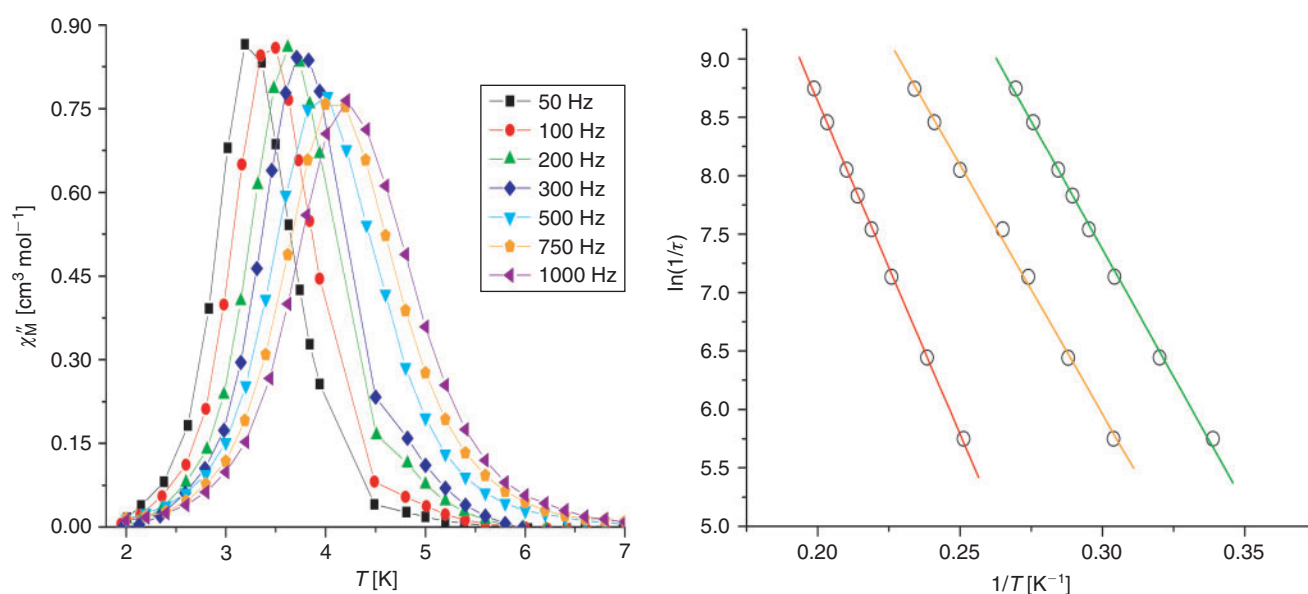 0.90
0.75
0.60
0.45
0.30
0.15
0.00
χ″M [cm³ mol⁻¹]
2
3
4
5
6
7
T [K]
50 Hz
100 Hz
200 Hz
300 Hz
500 Hz
750 Hz
1000 Hz
9.0
8.5
8.0
7.5
7.0
6.5
6.0
5.5
5.0
ln(1/τ)
0.20
0.25
0.30
0.35
1/T [K⁻¹]